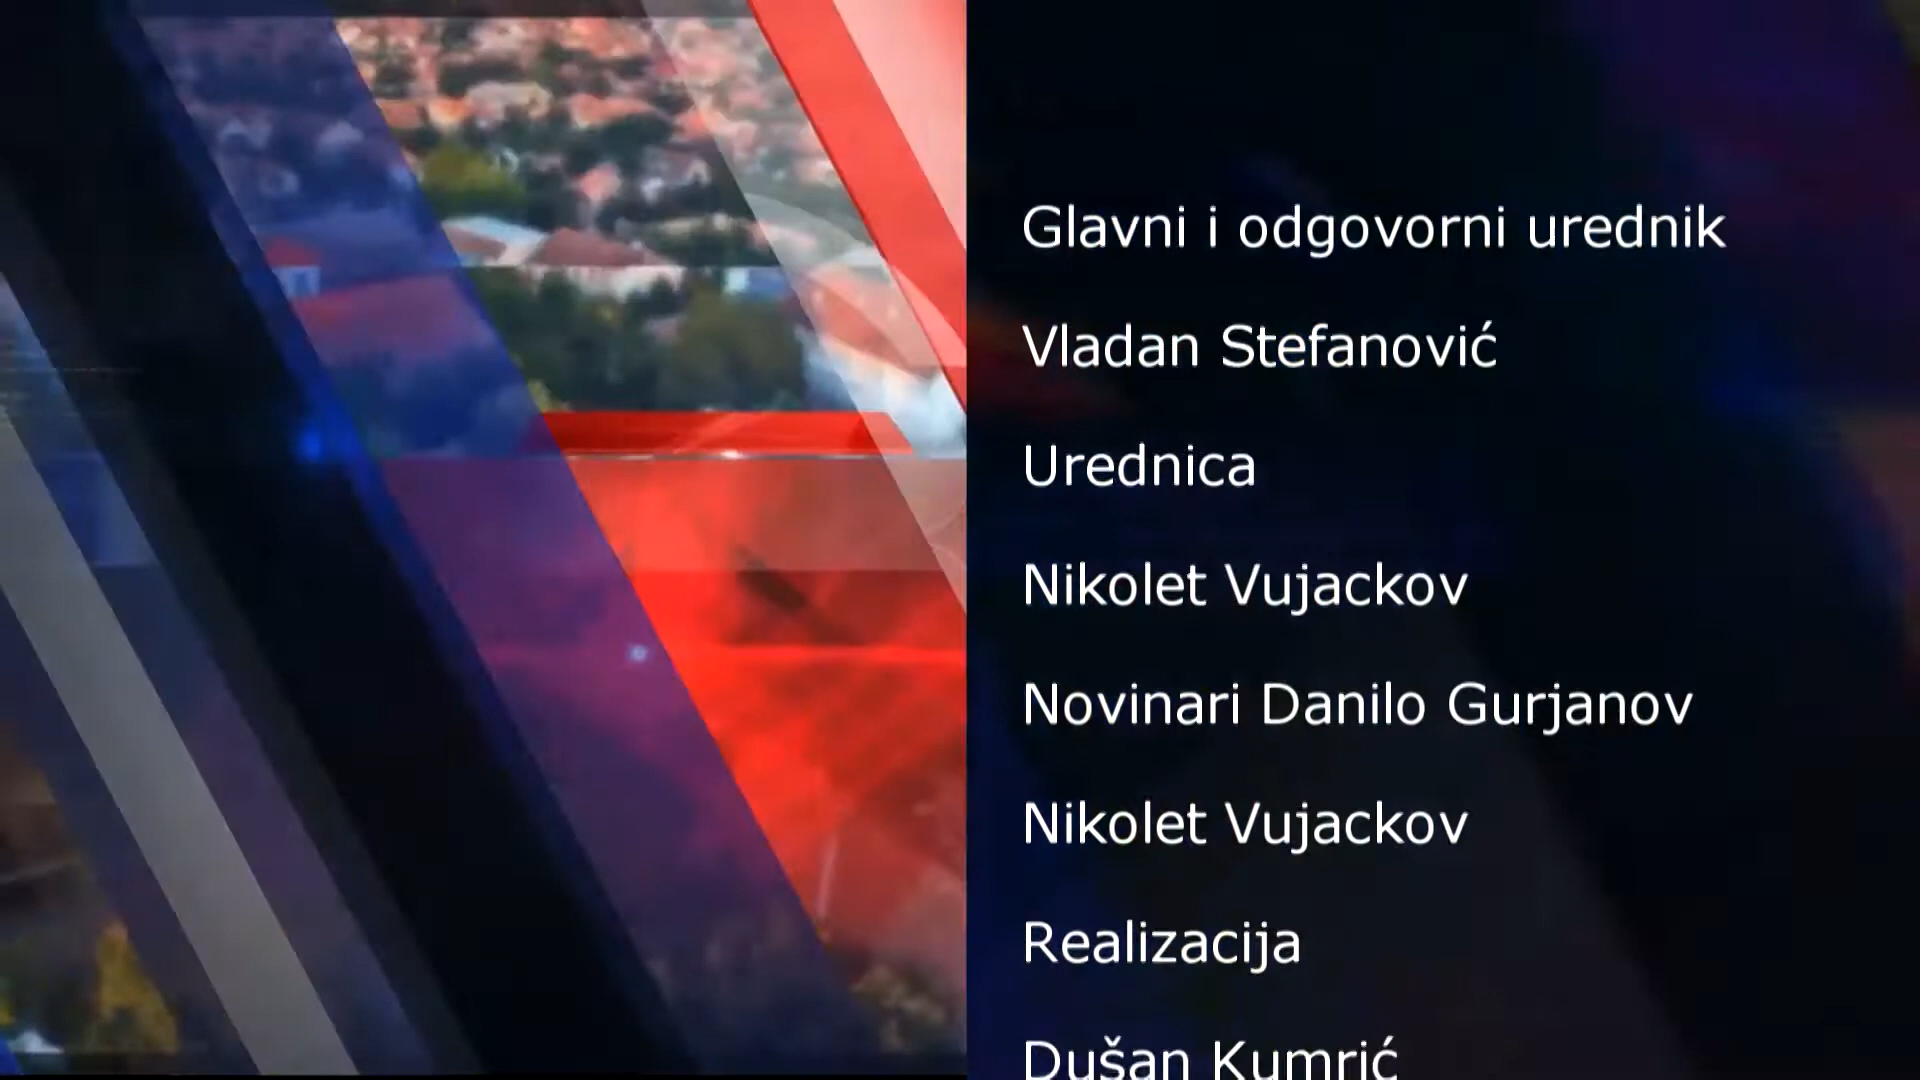 Glavni i odgovorni urednik
Vladan Stefanović
Urednica
Nikolet Vujackov
Novinari Danilo Gurjanov
Nikolet Vujackov
Realizacija
Dušan Kumrić